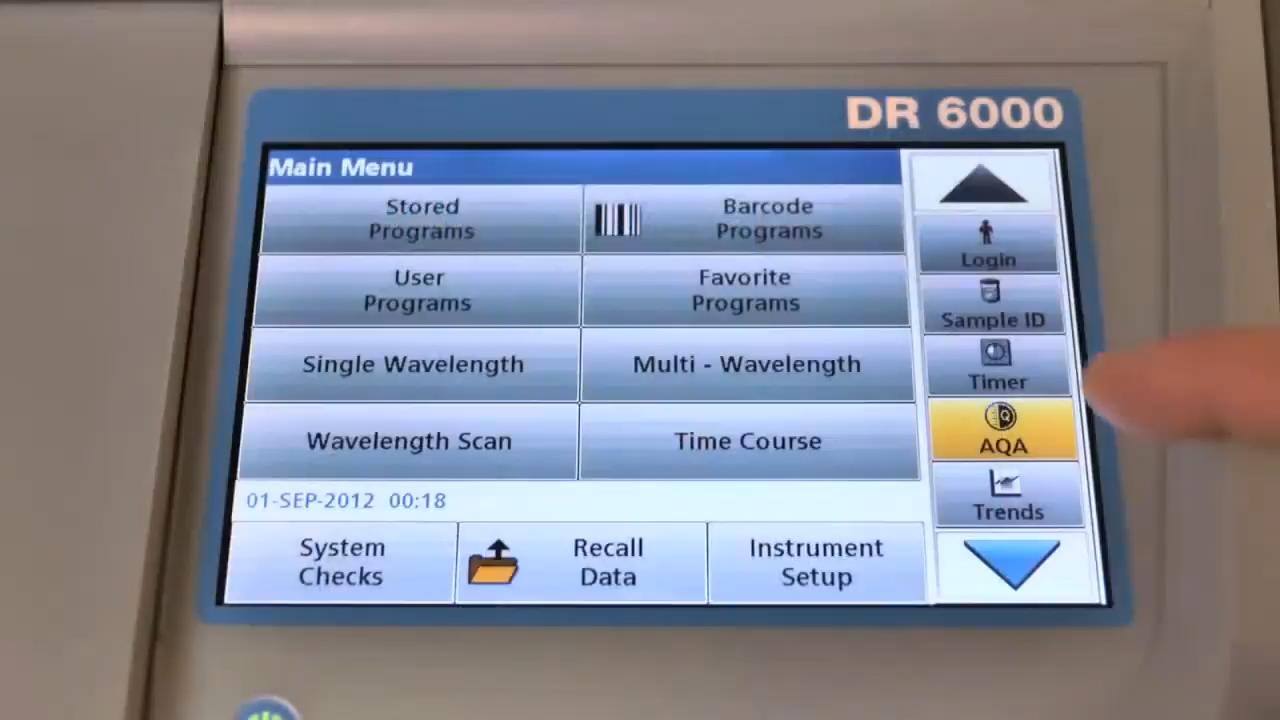 DR 6000
Main Menu
Stored
Programs
Barcode
Programs
User
Programs
Favorite
Programs
Single Wavelength
Multi - Wavelength
Wavelength Scan
Time Course
01-SEP-2012 00:18
System
Checks
Recall
Data
Instrument
Setup
Login
Sample ID
Timer
AQA
Trends